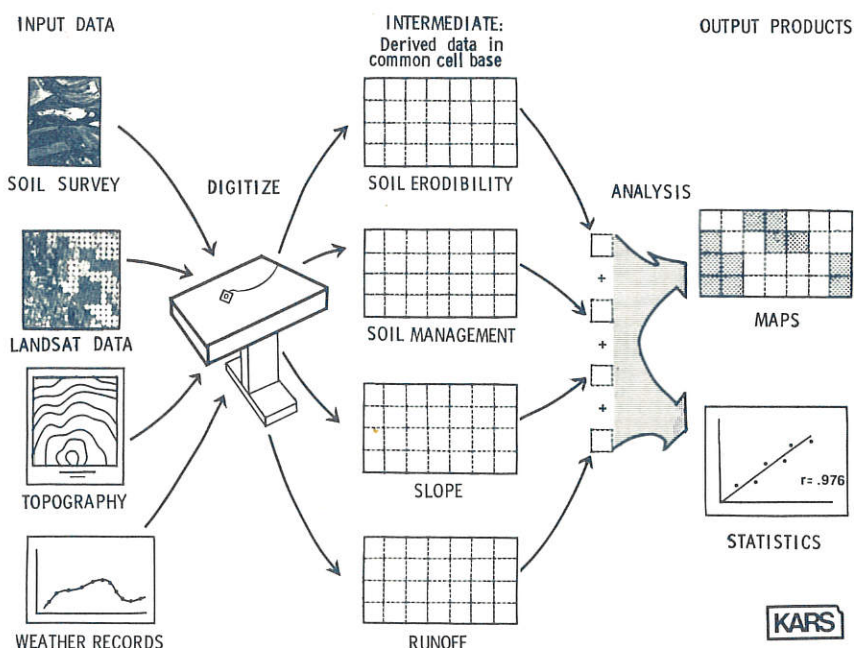 INPUT DATA
SOIL SURVEY
LANDSAT DATA
TOPOGRAPHY
WEATHER RECORDS
DIGITIZE
INTERMEDIATE:
Derived data in
common cell base
SOIL ERODIBILITY
SOIL MANAGEMENT
SLOPE
RUNOFF
ANALYSIS
+
+
+
OUTPUT PRODUCTS
MAPS
r= .976
STATISTICS
KARS